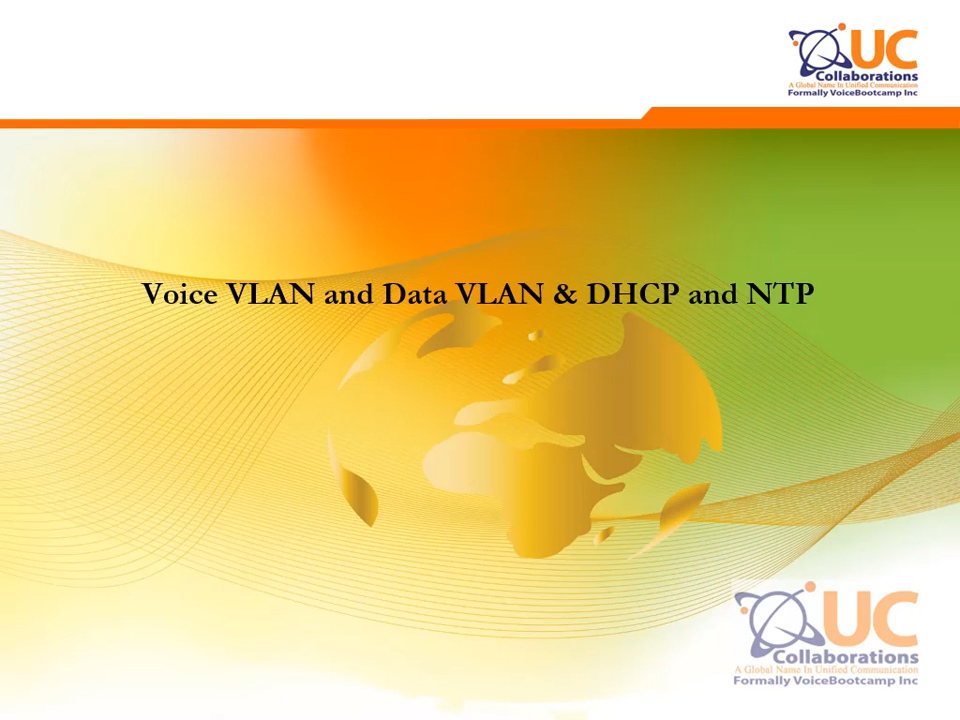 UC
Collaborations
A Global Name In Unified Communication
Formally VoiceBootcamp Inc
Voice VLAN and Data VLAN & DHCP and NTP
UC
Collaborations
A Global Name In Unified Communication
Formally VoiceBootcamp Inc